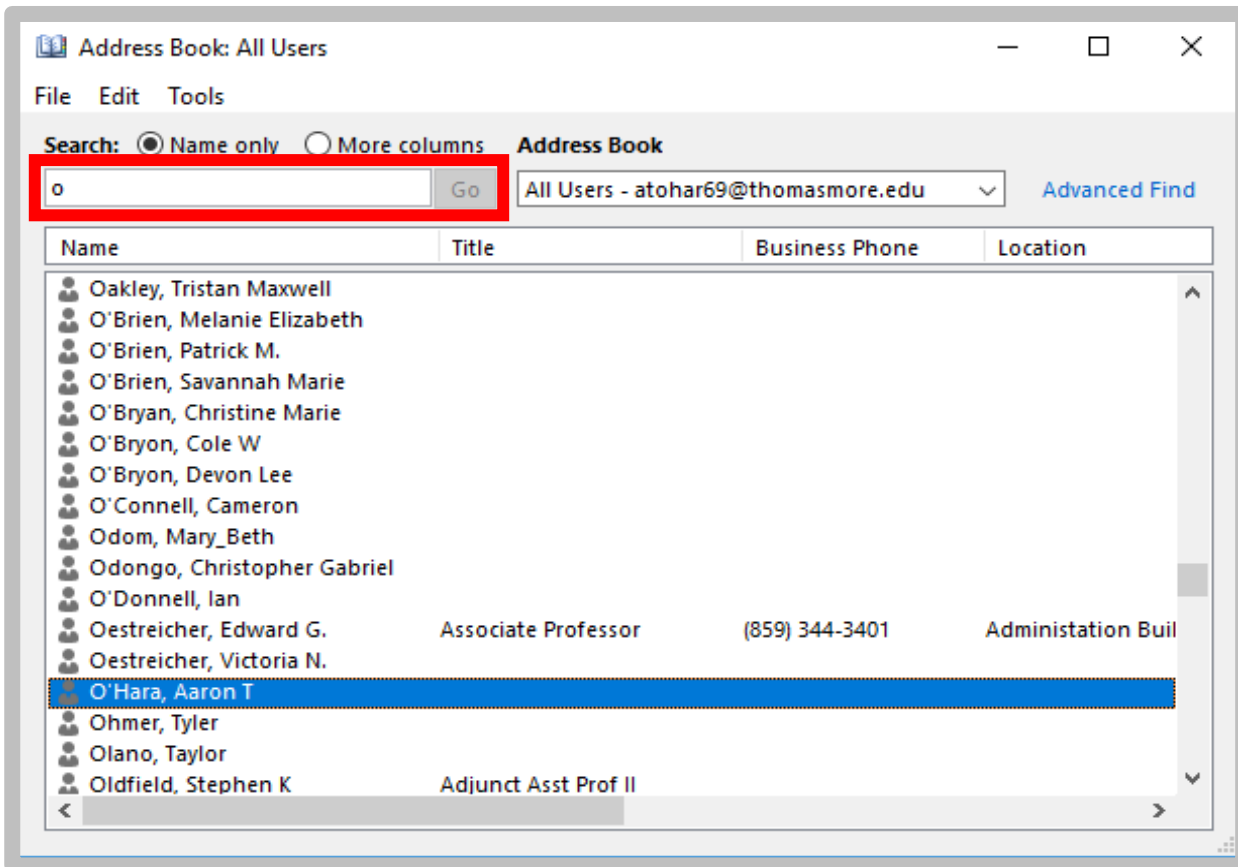 Address Book: All Users
File Edit Tools
Search: Name only More columns Address Book
o Go All Users - atohar69@thomasmore.edu Advanced Find
Name Title Business Phone Location
Oakley, Tristan Maxwell
O'Brien, Melanie Elizabeth
O'Brien, Patrick M.
O'Brien, Savannah Marie
O'Bryan, Christine Marie
O'Bryon, Cole W
O'Bryon, Devon Lee
O'Connell, Cameron
Odom, Mary_Beth
Odongo, Christopher Gabriel
O'Donnell, Ian
Oestreicher, Edward G. Associate Professor (859) 344-3401 Administation Buil
Oestreicher, Victoria N.
O'Hara, Aaron T
Ohmer, Tyler
Olano, Taylor
Oldfield, Stephen K Adjunct Asst Prof II